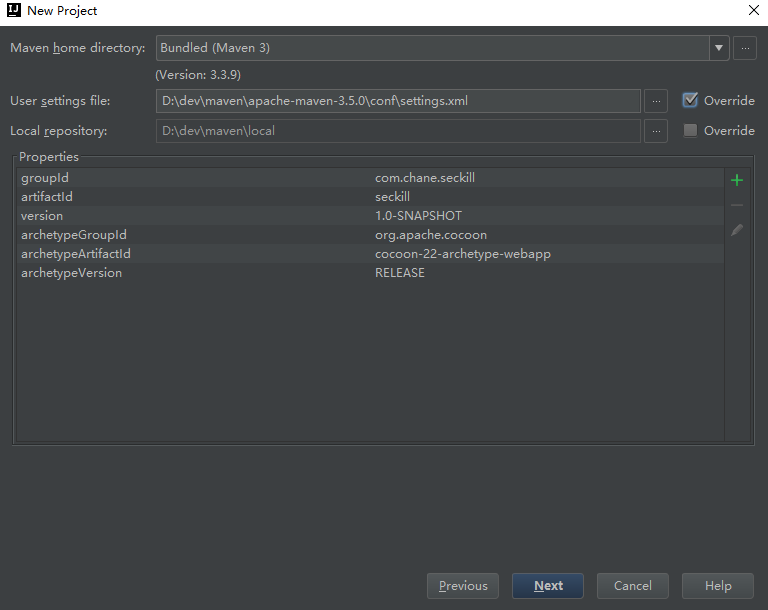 New Project
Maven home directory: Bundled (Maven 3) ...
(Version: 3.3.9)
User settings file: D:\dev\maven\apache-maven-3.5.0\conf\settings.xml ... Override
Local repository: D:\dev\maven\local ... Override
Properties
groupId com.chane.seckill
artifactId seckill
version 1.0-SNAPSHOT
archetypeGroupId org.apache.cocoon
archetypeArtifactId cocoon-22-archetype-webapp
archetypeVersion RELEASE
Previous Next Cancel Help